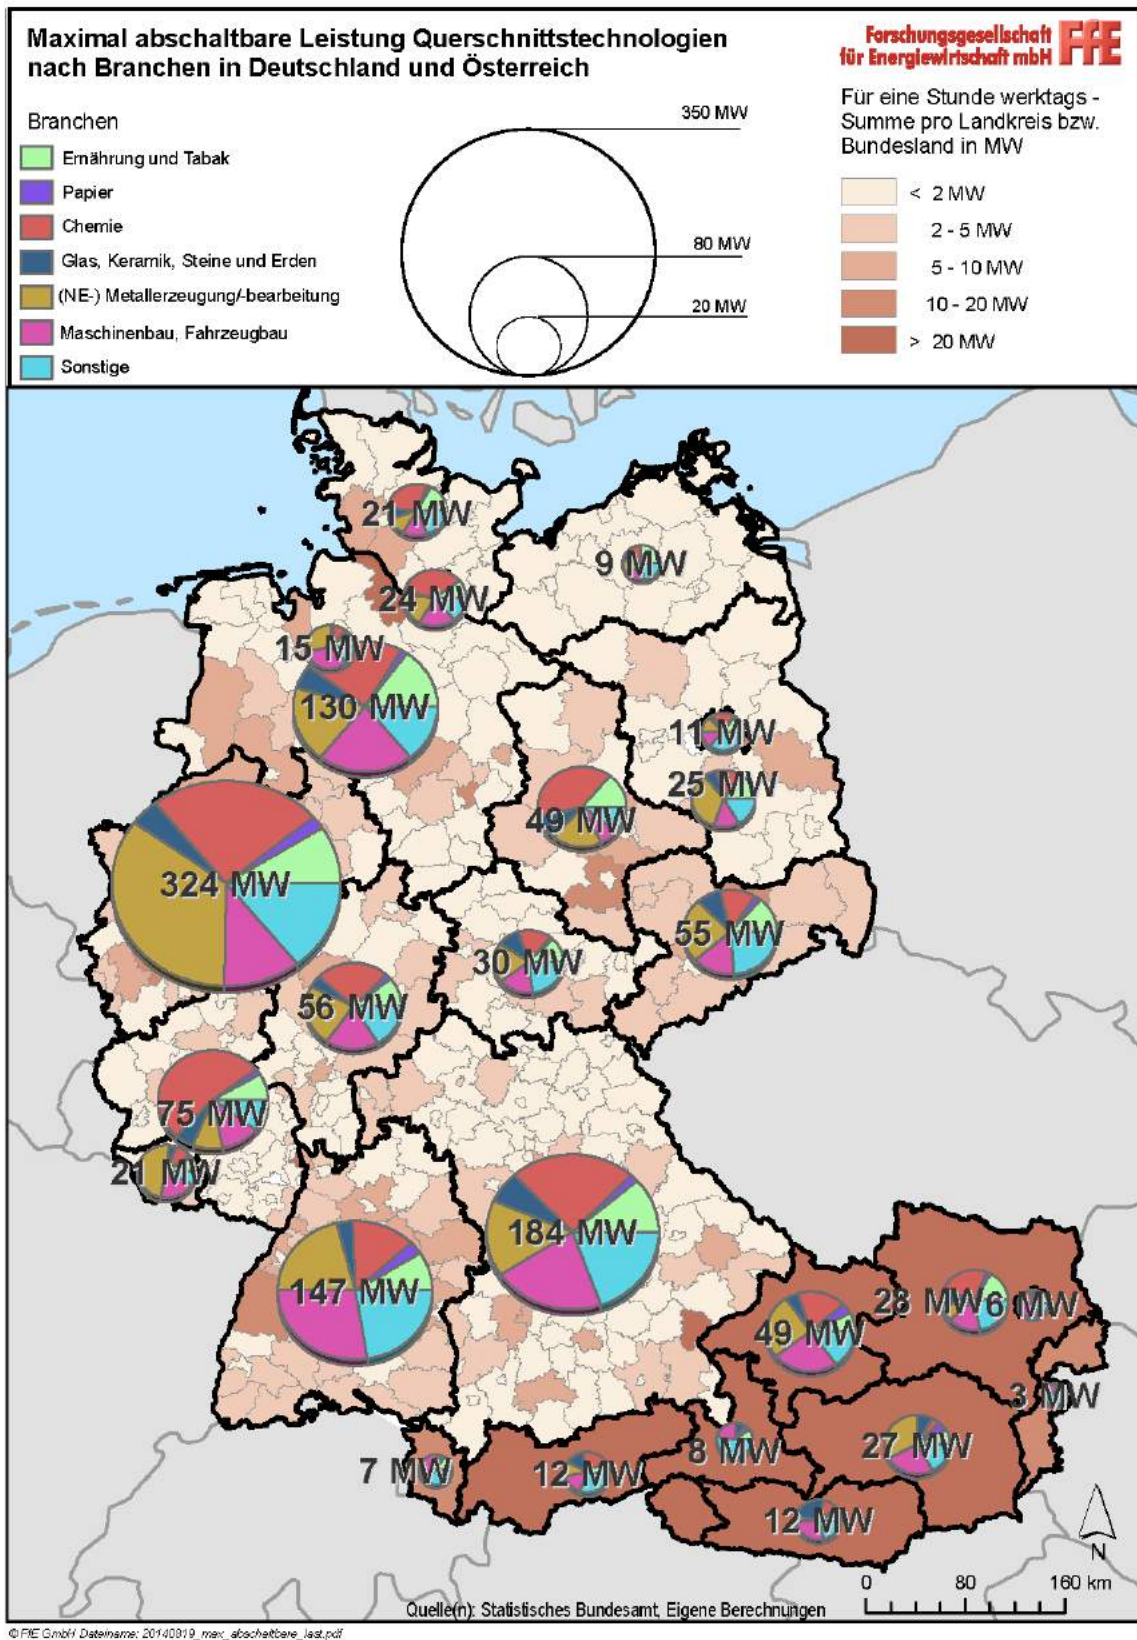 Maximal abschaltbare Leistung Querschnittstechnologien
nach Branchen in Deutschland und Österreich
Forschungsgesellschaft
für Energiewirtschaft mbH
FfE
Branchen
Ernährung und Tabak
Papier
Chemie
Glas, Keramik, Steine und Erden
(NE-) Metallerzeugung/-bearbeitung
Maschinenbau, Fahrzeugbau
Sonstige
350 MW
80 MW
20 MW
Für eine Stunde werktags -
Summe pro Landkreis bzw.
Bundesland in MW
< 2 MW
2 - 5 MW
5 - 10 MW
10 - 20 MW
> 20 MW
21 MW
9 MW
24 MW
15 MW
130 MW
11 MW
25 MW
49 MW
324 MW
55 MW
30 MW
56 MW
75 MW
21 MW
184 MW
147 MW
28 MW
6 MW
49 MW
3 MW
27 MW
8 MW
7 MW
12 MW
12 MW
N
0 80 160 km
Quelle(n): Statistisches Bundesamt, Eigene Berechnungen
© FfE GmbH Dateiname: 20140819_max_abschaltbare_last.pdf